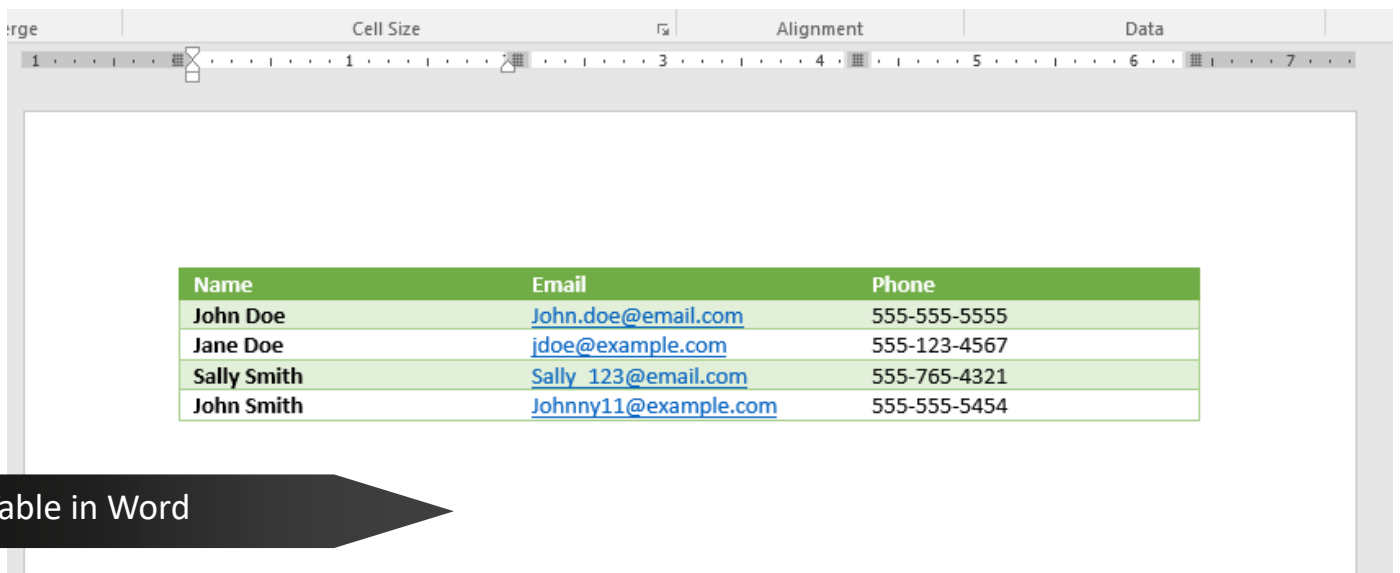 erge Cell Size Alignment Data
1 1 2 3 4 5 6 7
Name Email Phone
John Doe John.doe@email.com 555-555-5555
Jane Doe jdoe@example.com 555-123-4567
Sally Smith Sally_123@email.com 555-765-4321
John Smith Johnny11@example.com 555-555-5454
able in Word